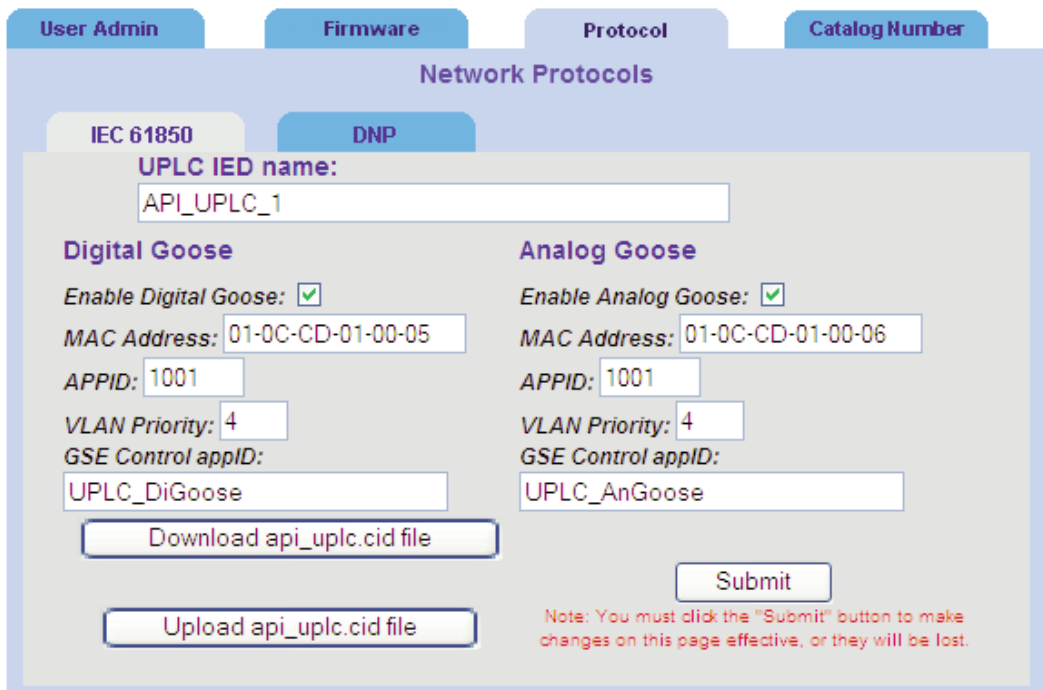 User Admin Firmware Protocol Catalog Number
Network Protocols
IEC 61850 DNP
UPLC IED name:
API_UPLC_1
Digital Goose Analog Goose
Enable Digital Goose: Enable Analog Goose:
MAC Address: 01-0C-CD-01-00-05 MAC Address: 01-0C-CD-01-00-06
APPID: 1001 APPID: 1001
VLAN Priority: 4 VLAN Priority: 4
GSE Control appID: GSE Control appID:
UPLC_DiGoose UPLC_AnGoose
Download api_uplc.cid file
Submit
Upload api_uplc.cid file
Note: You must click the "Submit" button to make
changes on this page effective, or they will be lost.